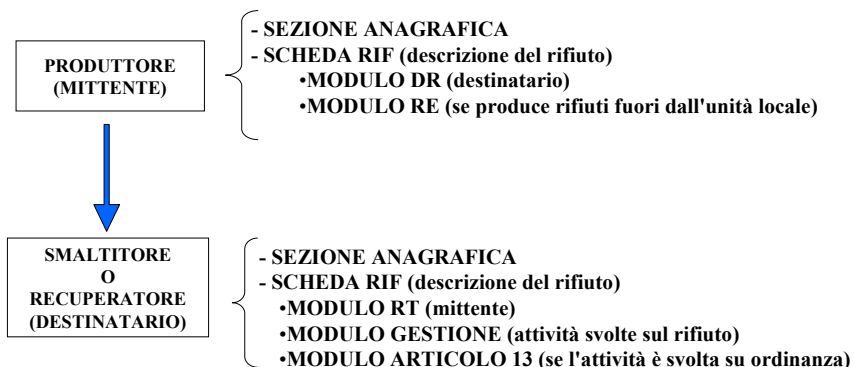 PRODUTTORE
(MITTENTE)
- SEZIONE ANAGRAFICA
- SCHEDA RIF (descrizione del rifiuto)
•MODULO DR (destinatario)
•MODULO RE (se produce rifiuti fuori dall'unità locale)
SMALTITORE
O
RECUPERATORE
(DESTINATARIO)
- SEZIONE ANAGRAFICA
- SCHEDA RIF (descrizione del rifiuto)
•MODULO RT (mittente)
•MODULO GESTIONE (attività svolte sul rifiuto)
•MODULO ARTICOLO 13 (se l'attività è svolta su ordinanza)